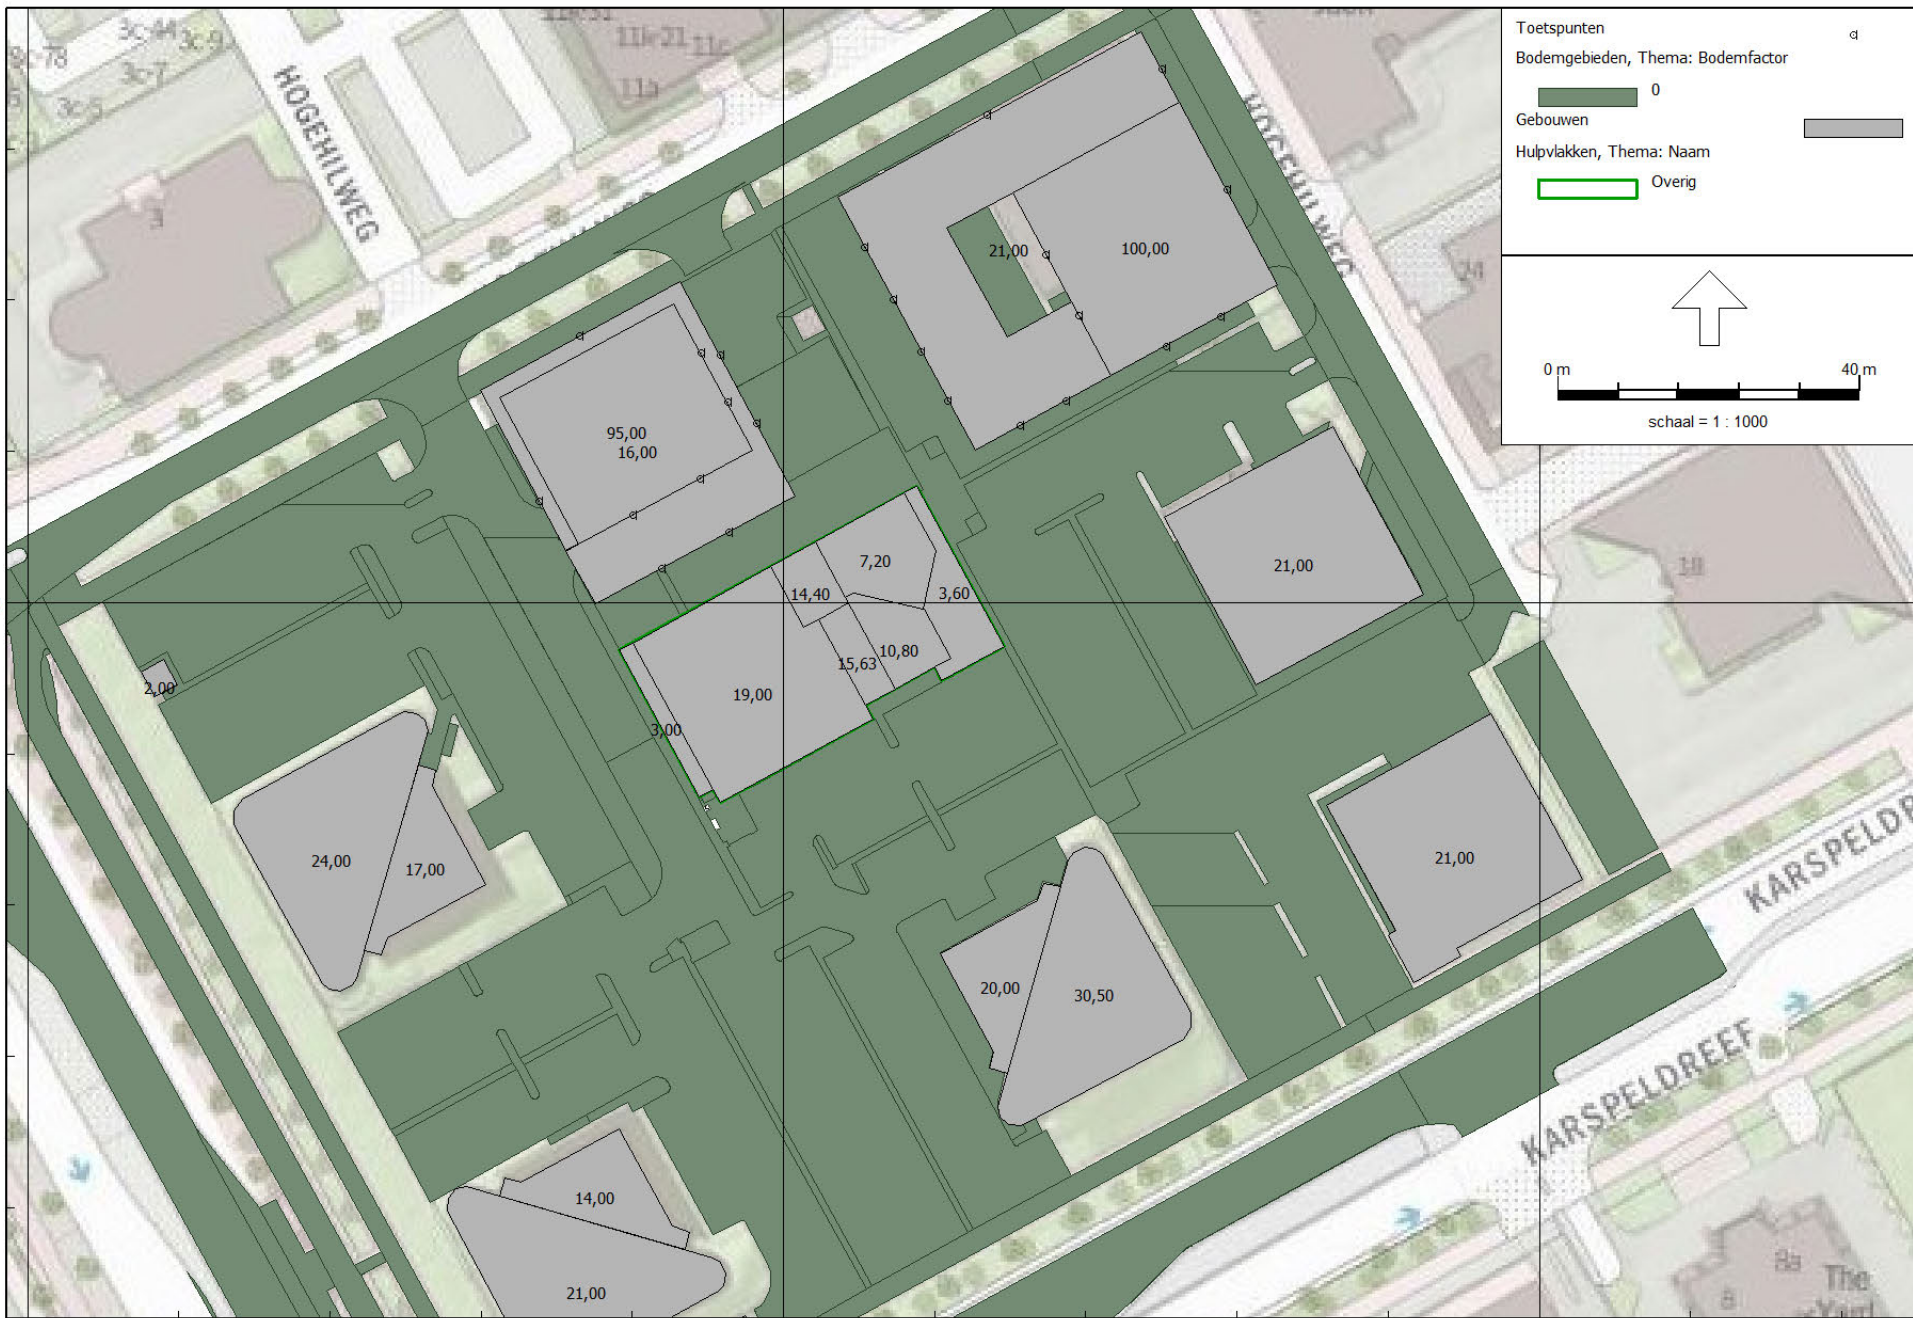 3c-44
3c-9
3c-78
3c-7
3c-5
11k-21
11c
11a
HOGEHILWEG
3
HOGEHILWEG
24
18
Toetspunten
Bodemgebieden, Thema: Bodemfactor
0
Gebouwen
Hulpvlakken, Thema: Naam
Overig
0 m
40 m
schaal = 1 : 1000
21,00
100,00
95,00
16,00
7,20
14,40
3,60
21,00
10,80
15,63
2,00
19,00
3,00
24,00
17,00
21,00
20,00
30,50
14,00
21,00
KARSPELDR
KARSPELDREEF
8a
8
The
Yard